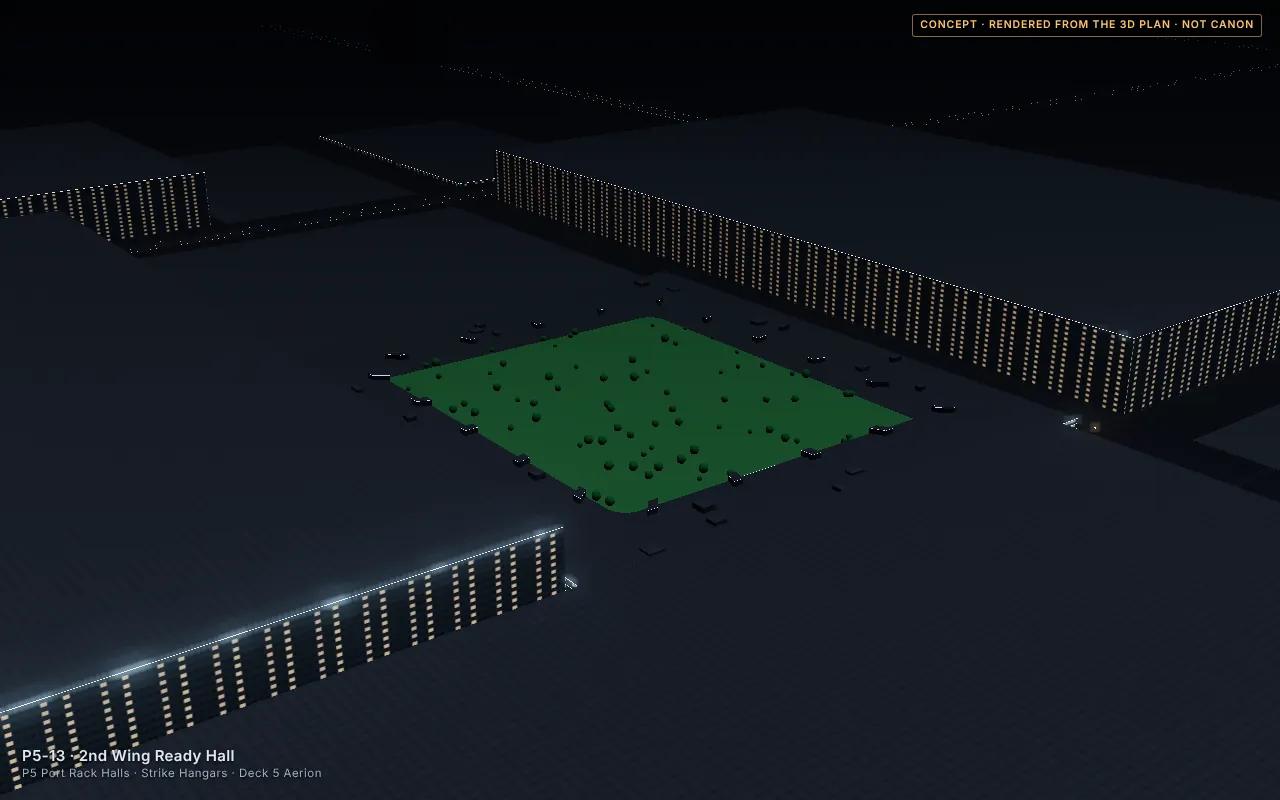 CONCEPT · RENDERED FROM THE 3D PLAN · NOT CANON
P5-13 · 2nd Wing Ready Hall
P5 Port Rack Halls · Strike Hangars · Deck 5 Aerion